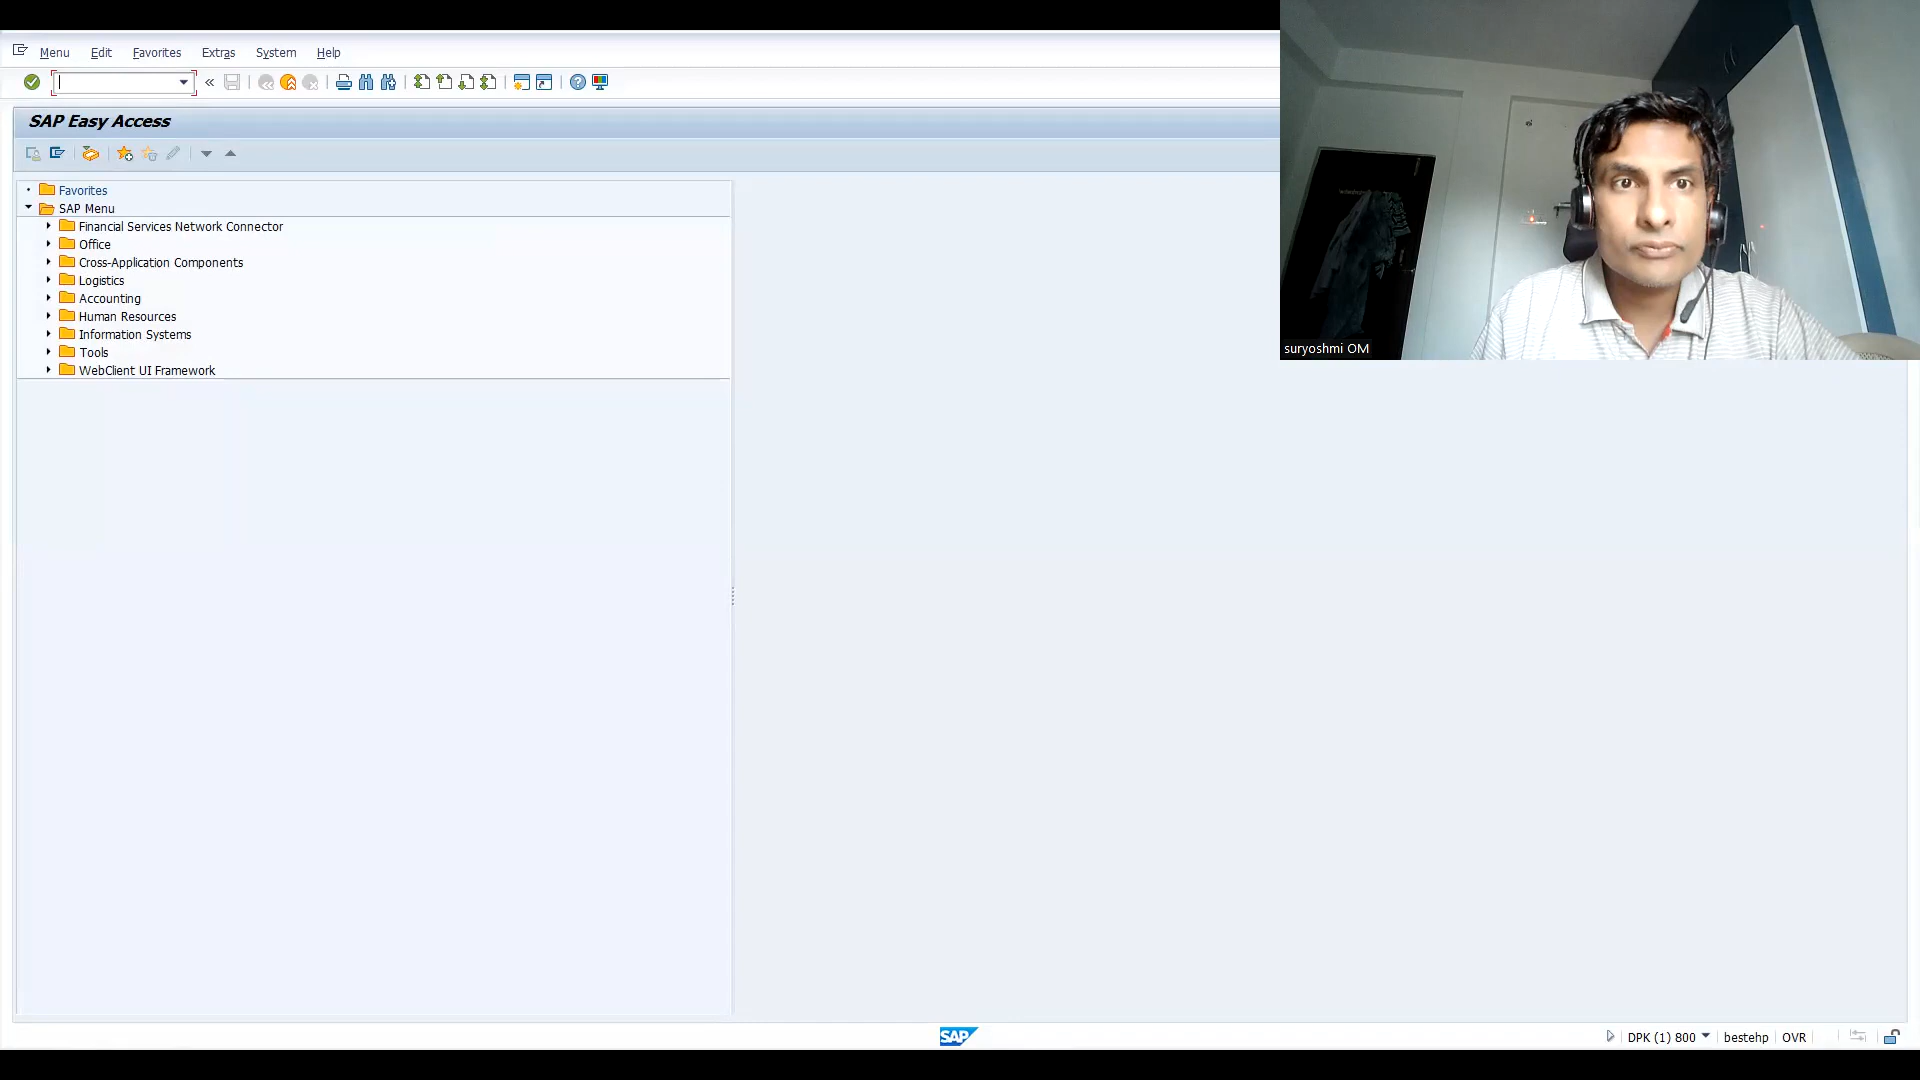 Menu Edit Favorites Extras System Help
SAP Easy Access
Favorites
SAP Menu
Financial Services Network Connector
Office
Cross-Application Components
Logistics
Accounting
Human Resources
Information Systems
Tools
WebClient UI Framework
suryoshmi OM
SAP
DPK (1) 800 bestehp OVR